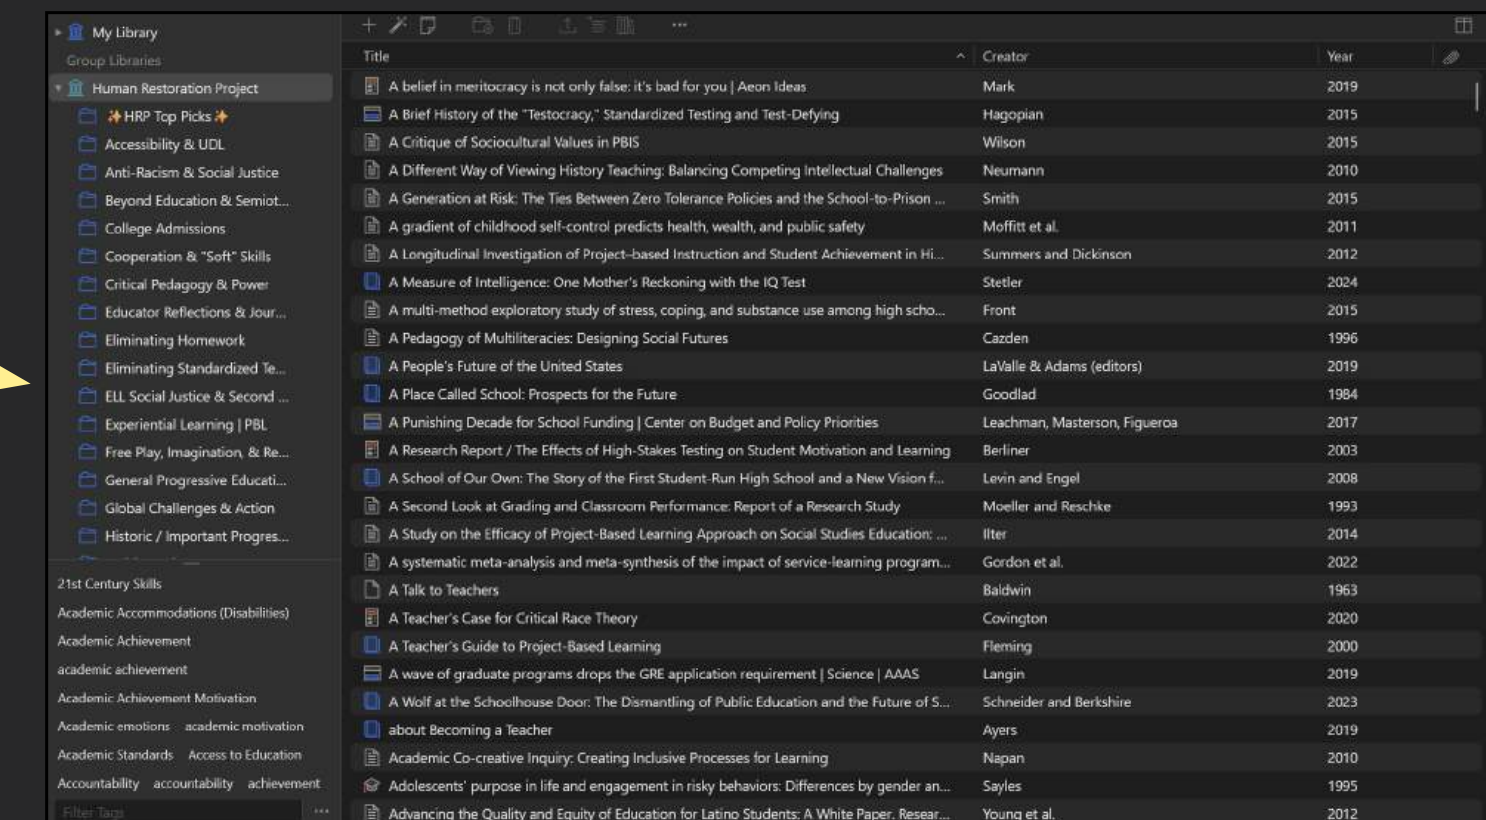 My Library
Group Libraries
Human Restoration Project
✨HRP Top Picks✨
Accessibility & UDL
Anti-Racism & Social Justice
Beyond Education & Semiot...
College Admissions
Cooperation & "Soft" Skills
Critical Pedagogy & Power
Educator Reflections & Jour...
Eliminating Homework
Eliminating Standardized Te...
ELL Social Justice & Second ...
Experiential Learning | PBL
Free Play, Imagination, & Re...
General Progressive Educati...
Global Challenges & Action
Historic / Important Progres...
21st Century Skills
Academic Accommodations (Disabilities)
Academic Achievement
academic achievement
Academic Achievement Motivation
Academic emotions academic motivation
Academic Standards Access to Education
Accountability accountability achievement
Filter Tags
Title Creator Year
A belief in meritocracy is not only false: it's bad for you | Aeon Ideas Mark 2019
A Brief History of the "Testocracy," Standardized Testing and Test-Defying Hagopian 2015
A Critique of Sociocultural Values in PBIS Wilson 2015
A Different Way of Viewing History Teaching: Balancing Competing Intellectual Challenges Neumann 2010
A Generation at Risk: The Ties Between Zero Tolerance Policies and the School-to-Prison ... Smith 2015
A gradient of childhood self-control predicts health, wealth, and public safety Moffitt et al. 2011
A Longitudinal Investigation of Project-based Instruction and Student Achievement in Hi... Summers and Dickinson 2012
A Measure of Intelligence: One Mother's Reckoning with the IQ Test Stetler 2024
A multi-method exploratory study of stress, coping, and substance use among high scho... Front 2015
A Pedagogy of Multiliteracies: Designing Social Futures Cazden 1996
A People's Future of the United States LaValle & Adams (editors) 2019
A Place Called School: Prospects for the Future Goodlad 1984
A Punishing Decade for School Funding | Center on Budget and Policy Priorities Leachman, Masterson, Figueroa 2017
A Research Report / The Effects of High-Stakes Testing on Student Motivation and Learning Berliner 2003
A School of Our Own: The Story of the First Student-Run High School and a New Vision f... Levin and Engel 2008
A Second Look at Grading and Classroom Performance: Report of a Research Study Moeller and Reschke 1993
A Study on the Efficacy of Project-Based Learning Approach on Social Studies Education: ... Ilter 2014
A systematic meta-analysis and meta-synthesis of the impact of service-learning program... Gordon et al. 2022
A Talk to Teachers Baldwin 1963
A Teacher's Case for Critical Race Theory Covington 2020
A Teacher's Guide to Project-Based Learning Fleming 2000
A wave of graduate programs drops the GRE application requirement | Science | AAAS Langin 2019
A Wolf at the Schoolhouse Door: The Dismantling of Public Education and the Future of S... Schneider and Berkshire 2023
about Becoming a Teacher Ayers 2019
Academic Co-creative Inquiry: Creating Inclusive Processes for Learning Napan 2010
Adolescents' purpose in life and engagement in risky behaviors: Differences by gender an... Sayles 1995
Advancing the Quality and Equity of Education for Latino Students: A White Paper. Resear... Young et al. 2012